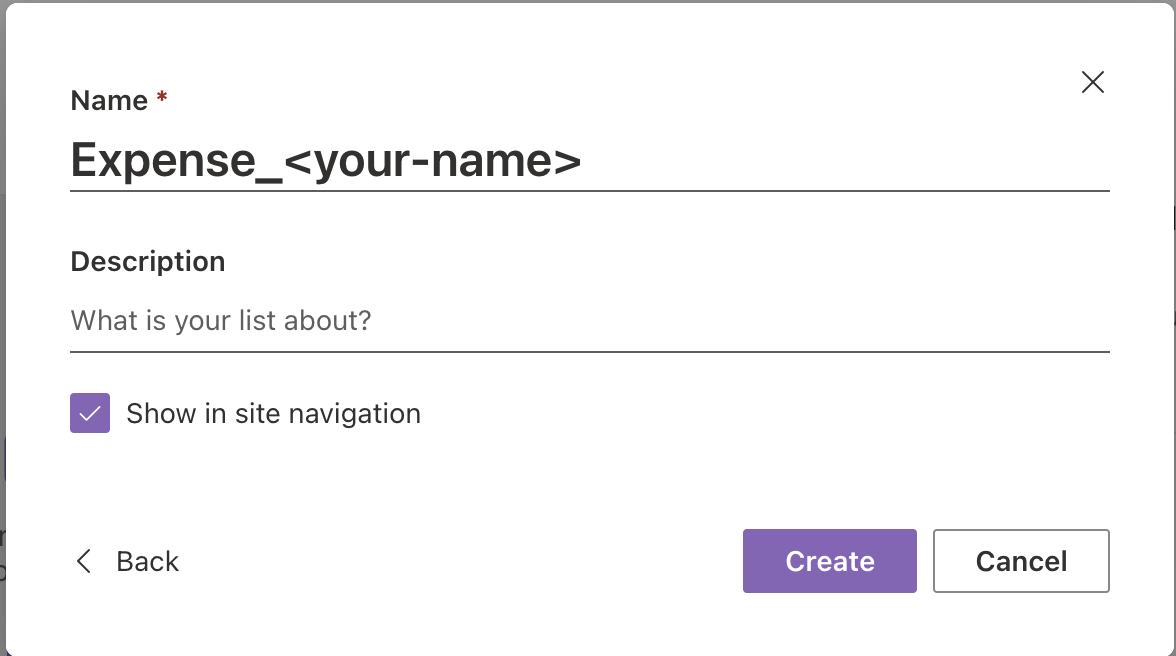 Name *
Expense_<your-name>
Description
What is your list about?
Show in site navigation
Back
Create
Cancel